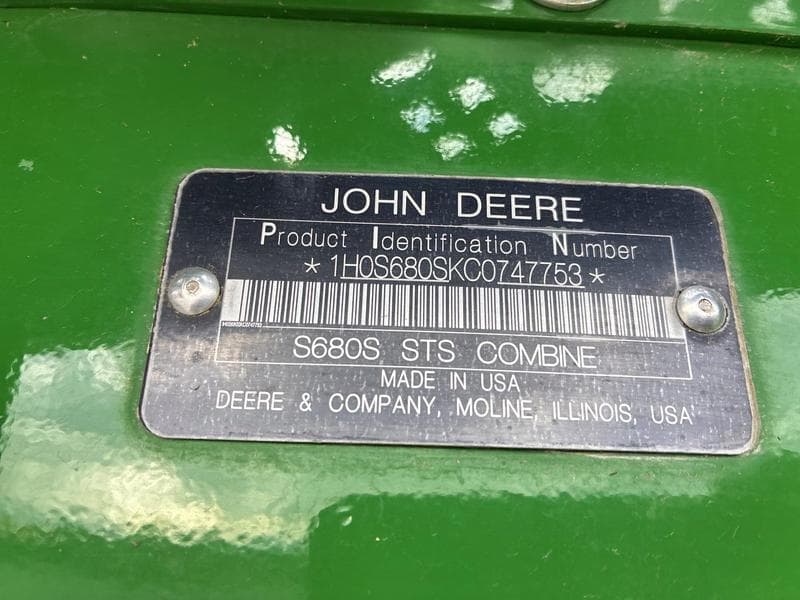 JOHN DEERE
Product Identification Number
*1H0S680SKC0747753*
S680S STS COMBINE
MADE IN USA
DEERE & COMPANY, MOLINE, ILLINOIS, USA